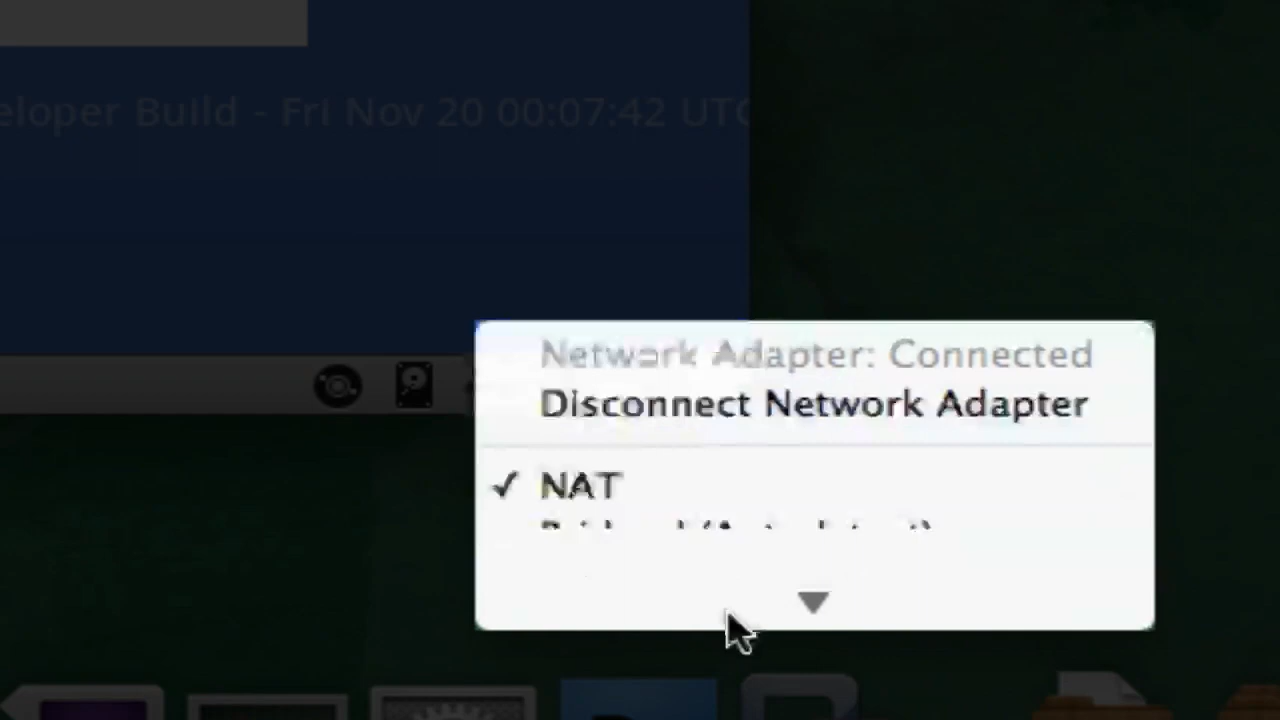 eloper Build - Fri Nov 20 00:07:42 UTC
Network Adapter: Connected
Disconnect Network Adapter
✓ NAT